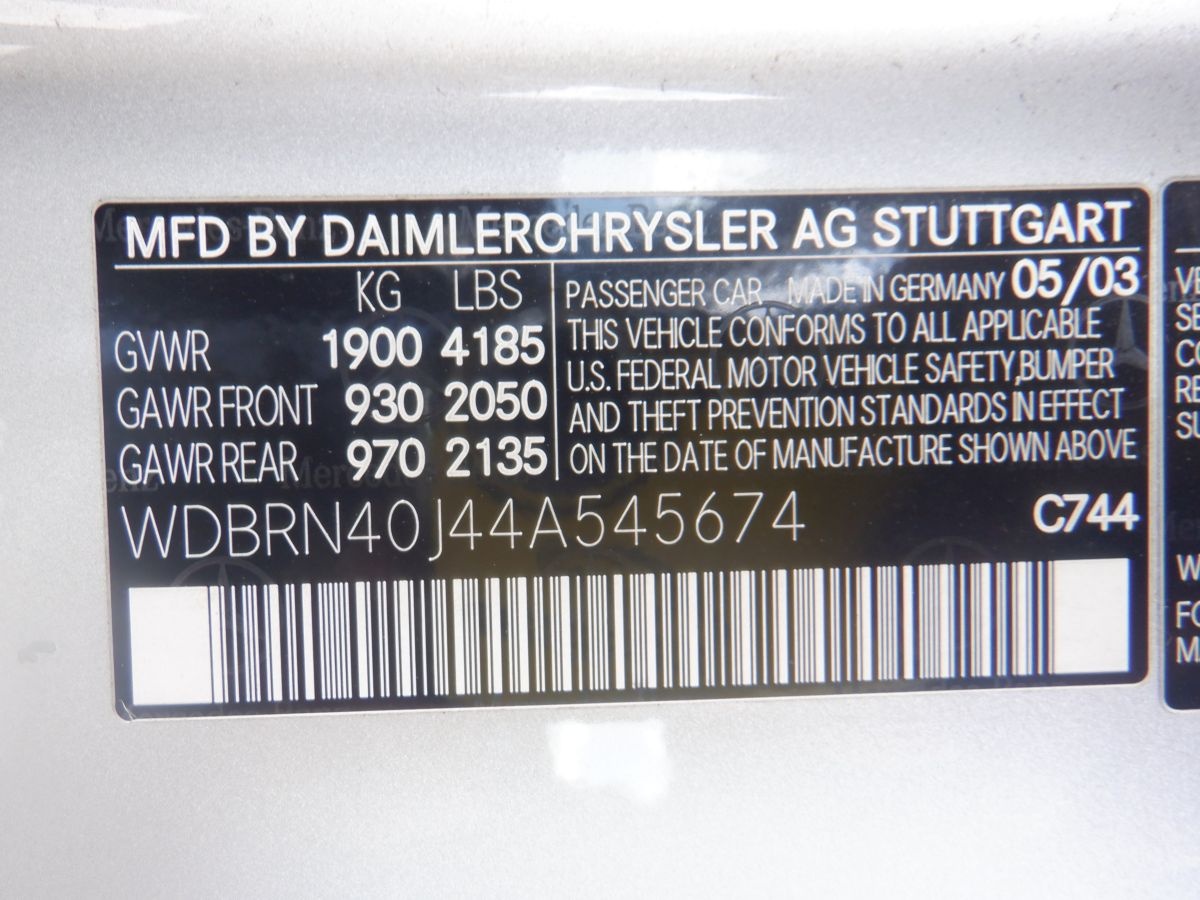 MFD BY DAIMLERCHRYSLER AG STUTTGART
KG LBS
GVWR 1900 4185
GAWR FRONT 930 2050
GAWR REAR 970 2135
PASSENGER CAR MADE IN GERMANY 05/03
THIS VEHICLE CONFORMS TO ALL APPLICABLE
U.S. FEDERAL MOTOR VEHICLE SAFETY,BUMPER
AND THEFT PREVENTION STANDARDS IN EFFECT
ON THE DATE OF MANUFACTURE SHOWN ABOVE
WDBRN40J44A545674 C744